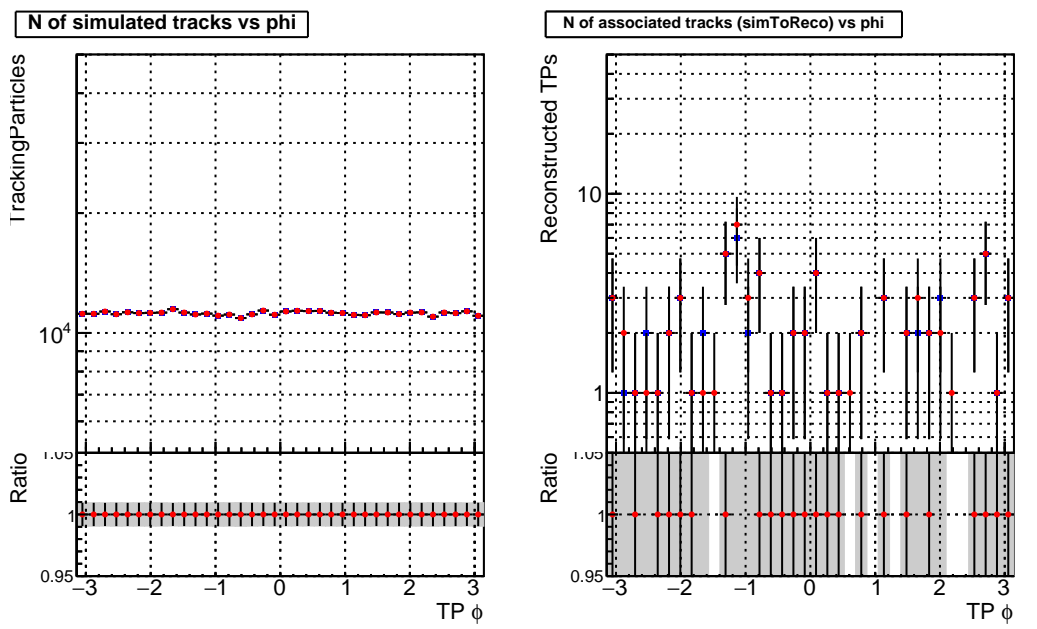 N of simulated tracks vs phi
TrackingParticles
10⁴
Ratio
1.05
1
0.95
−3 −2 −1 0 1 2 3
TP ϕ
N of associated tracks (simToReco) vs phi
Reconstructed TPs
10
1
Ratio
1.05
1
0.95
−3 −2 −1 0 1 2 3
TP ϕ